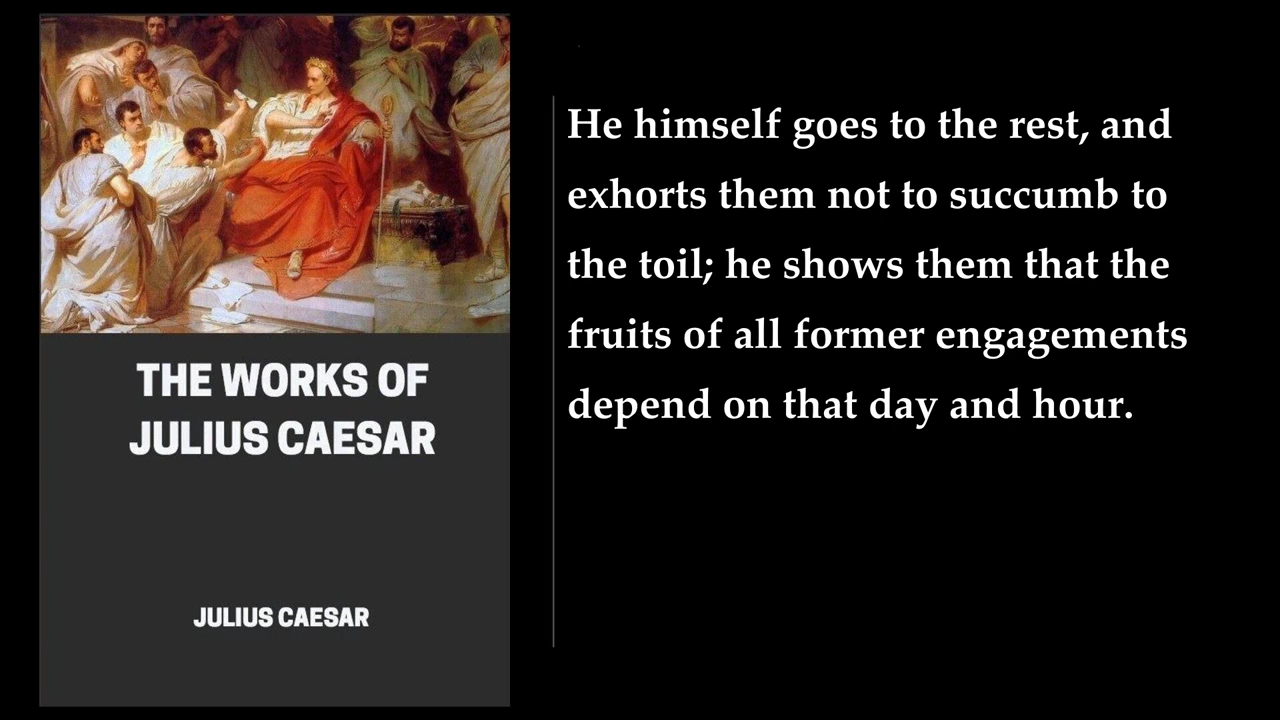 THE WORKS OF
JULIUS CAESAR
JULIUS CAESAR
He himself goes to the rest, and
exhorts them not to succumb to
the toil; he shows them that the
fruits of all former engagements
depend on that day and hour.